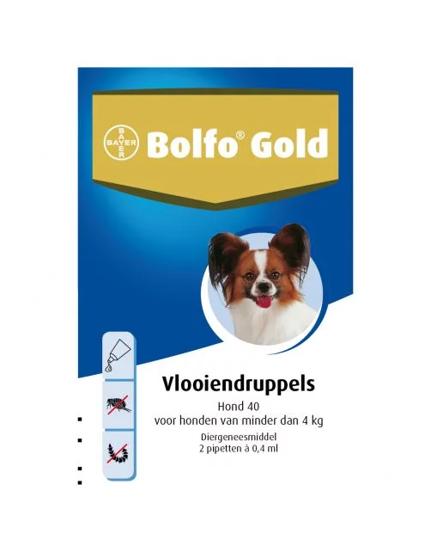 BAYER
BAYER
Bolfo® Gold
Vlooiendruppels
Hond 40
voor honden van minder dan 4 kg
Diergeneesmiddel
2 pipetten à 0,4 ml